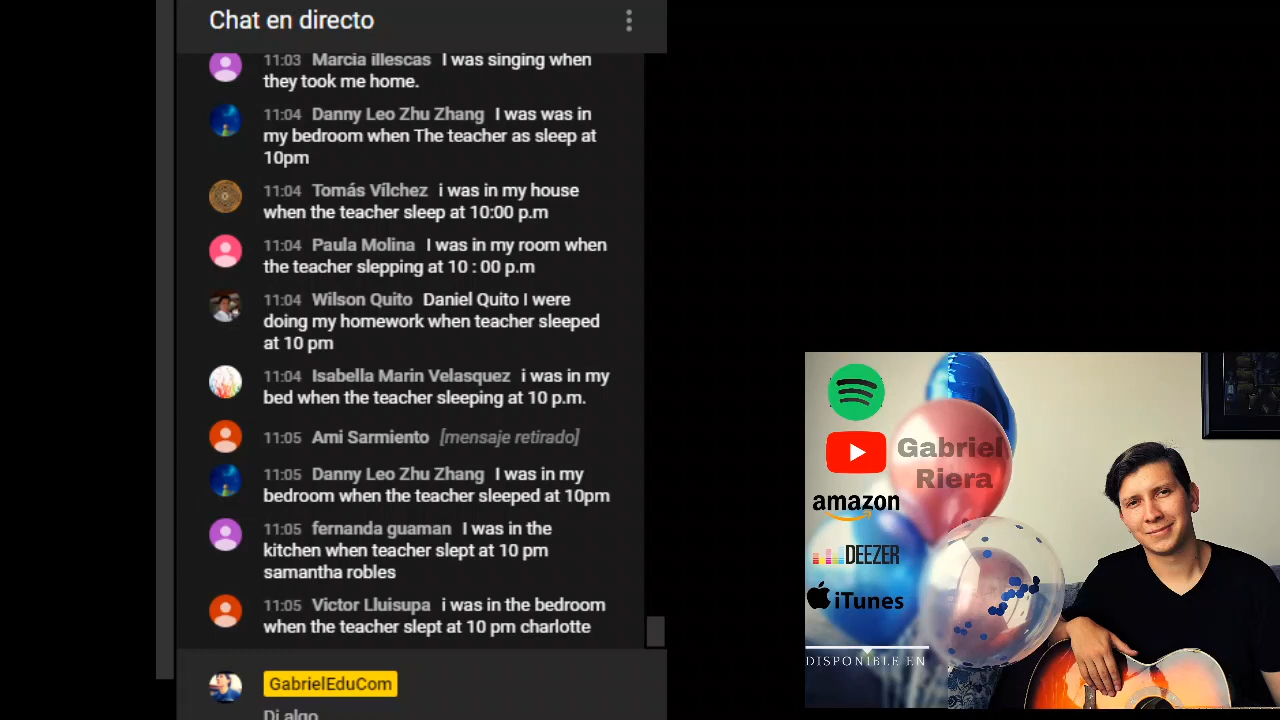 Chat en directo
11:03 Marcia illescas I was singing when
they took me home.
11:04 Danny Leo Zhu Zhang I was was in
my bedroom when The teacher as sleep at
10pm
11:04 Tomás Vílchez i was in my house
when the teacher sleep at 10:00 p.m
11:04 Paula Molina I was in my room when
the teacher slepping at 10 : 00 p.m
11:04 Wilson Quito Daniel Quito I were
doing my homework when teacher sleeped
at 10 pm
11:04 Isabella Marin Velasquez i was in my
bed when the teacher sleeping at 10 p.m.
11:05 Ami Sarmiento [mensaje retirado]
11:05 Danny Leo Zhu Zhang I was in my
bedroom when the teacher sleeped at 10pm
11:05 fernanda guaman I was in the
kitchen when teacher slept at 10 pm
samantha robles
11:05 Victor Lluisupa i was in the bedroom
when the teacher slept at 10 pm charlotte
GabrielEduCom
Di algo
Gabriel
Riera
amazon
DEEZER
iTunes
DISPONIBLE EN